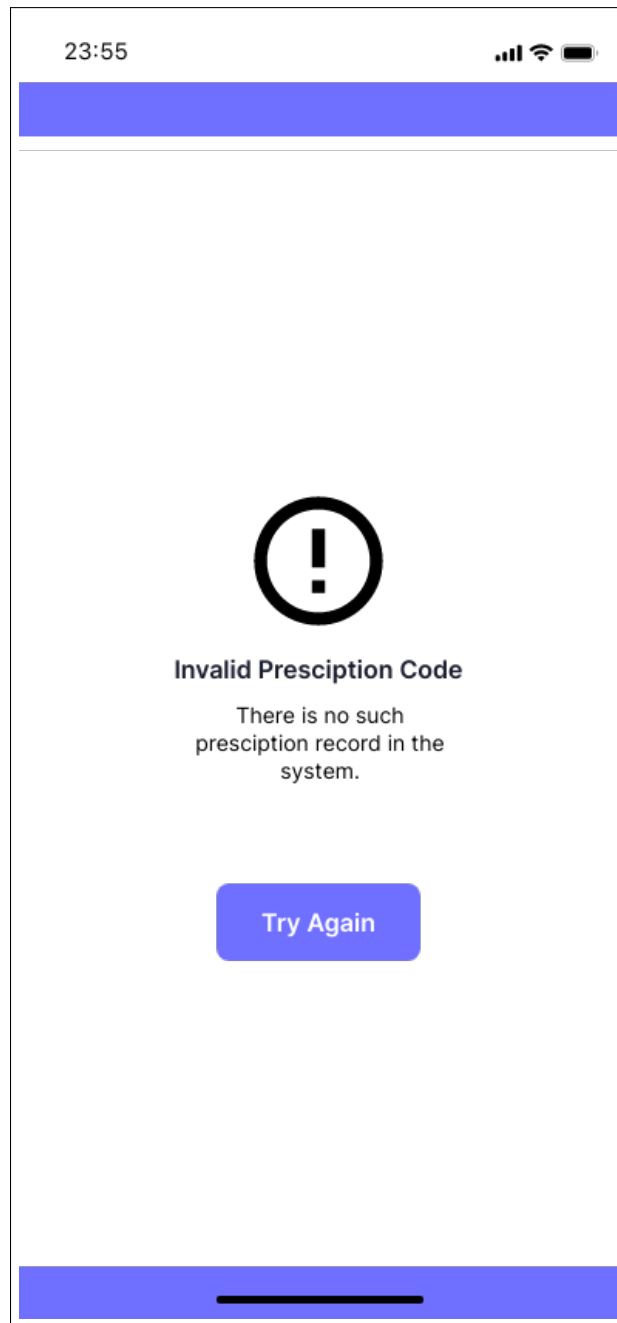 23:55
Invalid Presciption Code
There is no such
presciption record in the
system.
Try Again